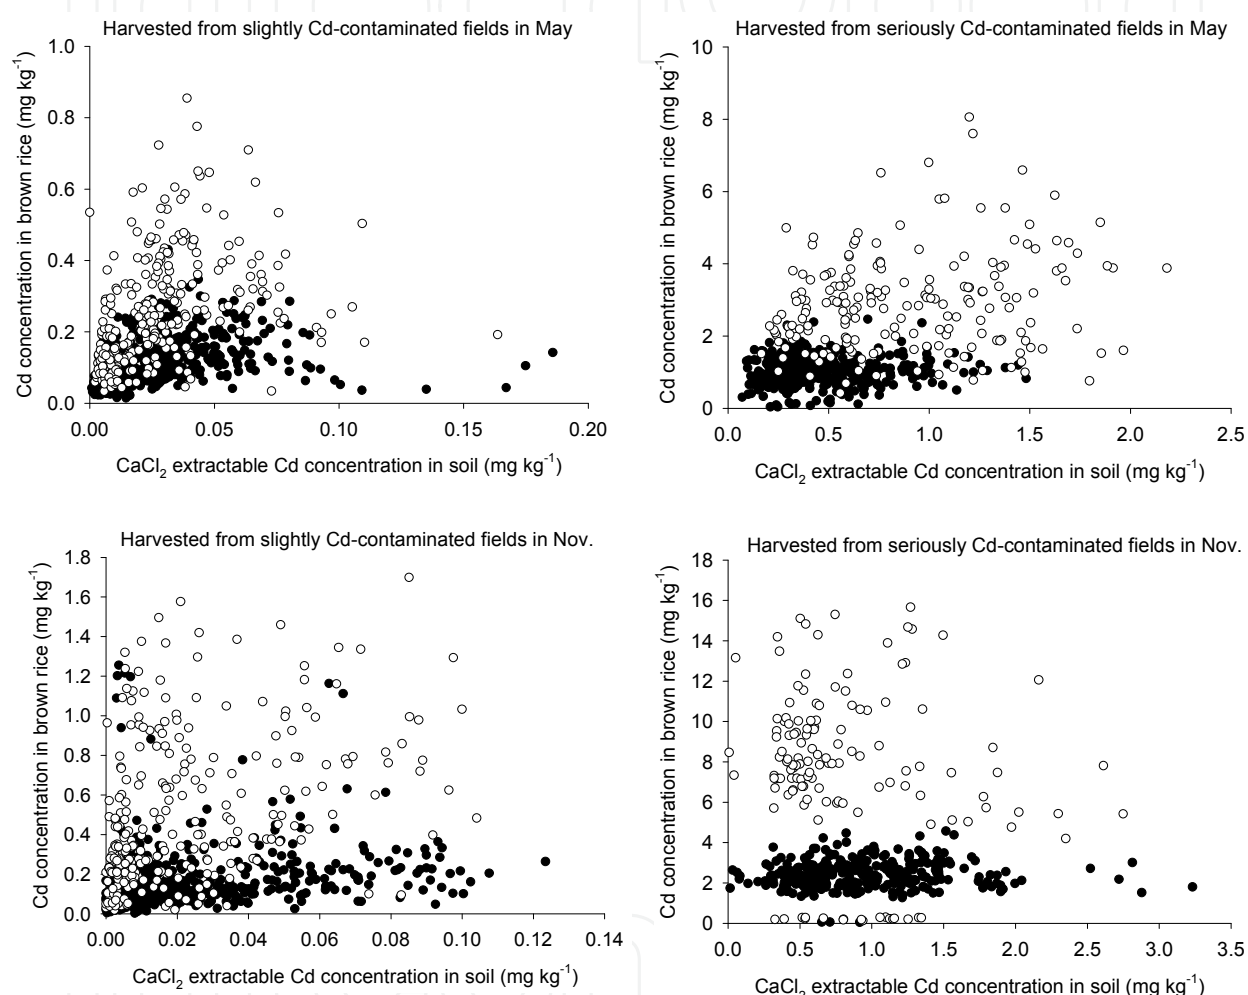 Harvested from slightly Cd-contaminated fields in May
Cd concentration in brown rice (mg kg⁻¹)
1.0
0.8
0.6
0.4
0.2
0.0
0.00 0.05 0.10 0.15 0.20
CaCl₂ extractable Cd concentration in soil (mg kg⁻¹)
Harvested from seriously Cd-contaminated fields in May
Cd concentration in brown rice (mg kg⁻¹)
10
8
6
4
2
0
0.0 0.5 1.0 1.5 2.0 2.5
CaCl₂ extractable Cd concentration in soil (mg kg⁻¹)
Harvested from slightly Cd-contaminated fields in Nov.
Cd concentration in brown rice (mg kg⁻¹)
1.8
1.6
1.4
1.2
1.0
0.8
0.6
0.4
0.2
0.0
0.00 0.02 0.04 0.06 0.08 0.10 0.12 0.14
CaCl₂ extractable Cd concentration in soil (mg kg⁻¹)
Harvested from seriously Cd-contaminated fields in Nov.
Cd concentration in brown rice (mg kg⁻¹)
18
16
14
12
10
8
6
4
2
0
0.0 0.5 1.0 1.5 2.0 2.5 3.0 3.5
CaCl₂ extractable Cd concentration in soil (mg kg⁻¹)